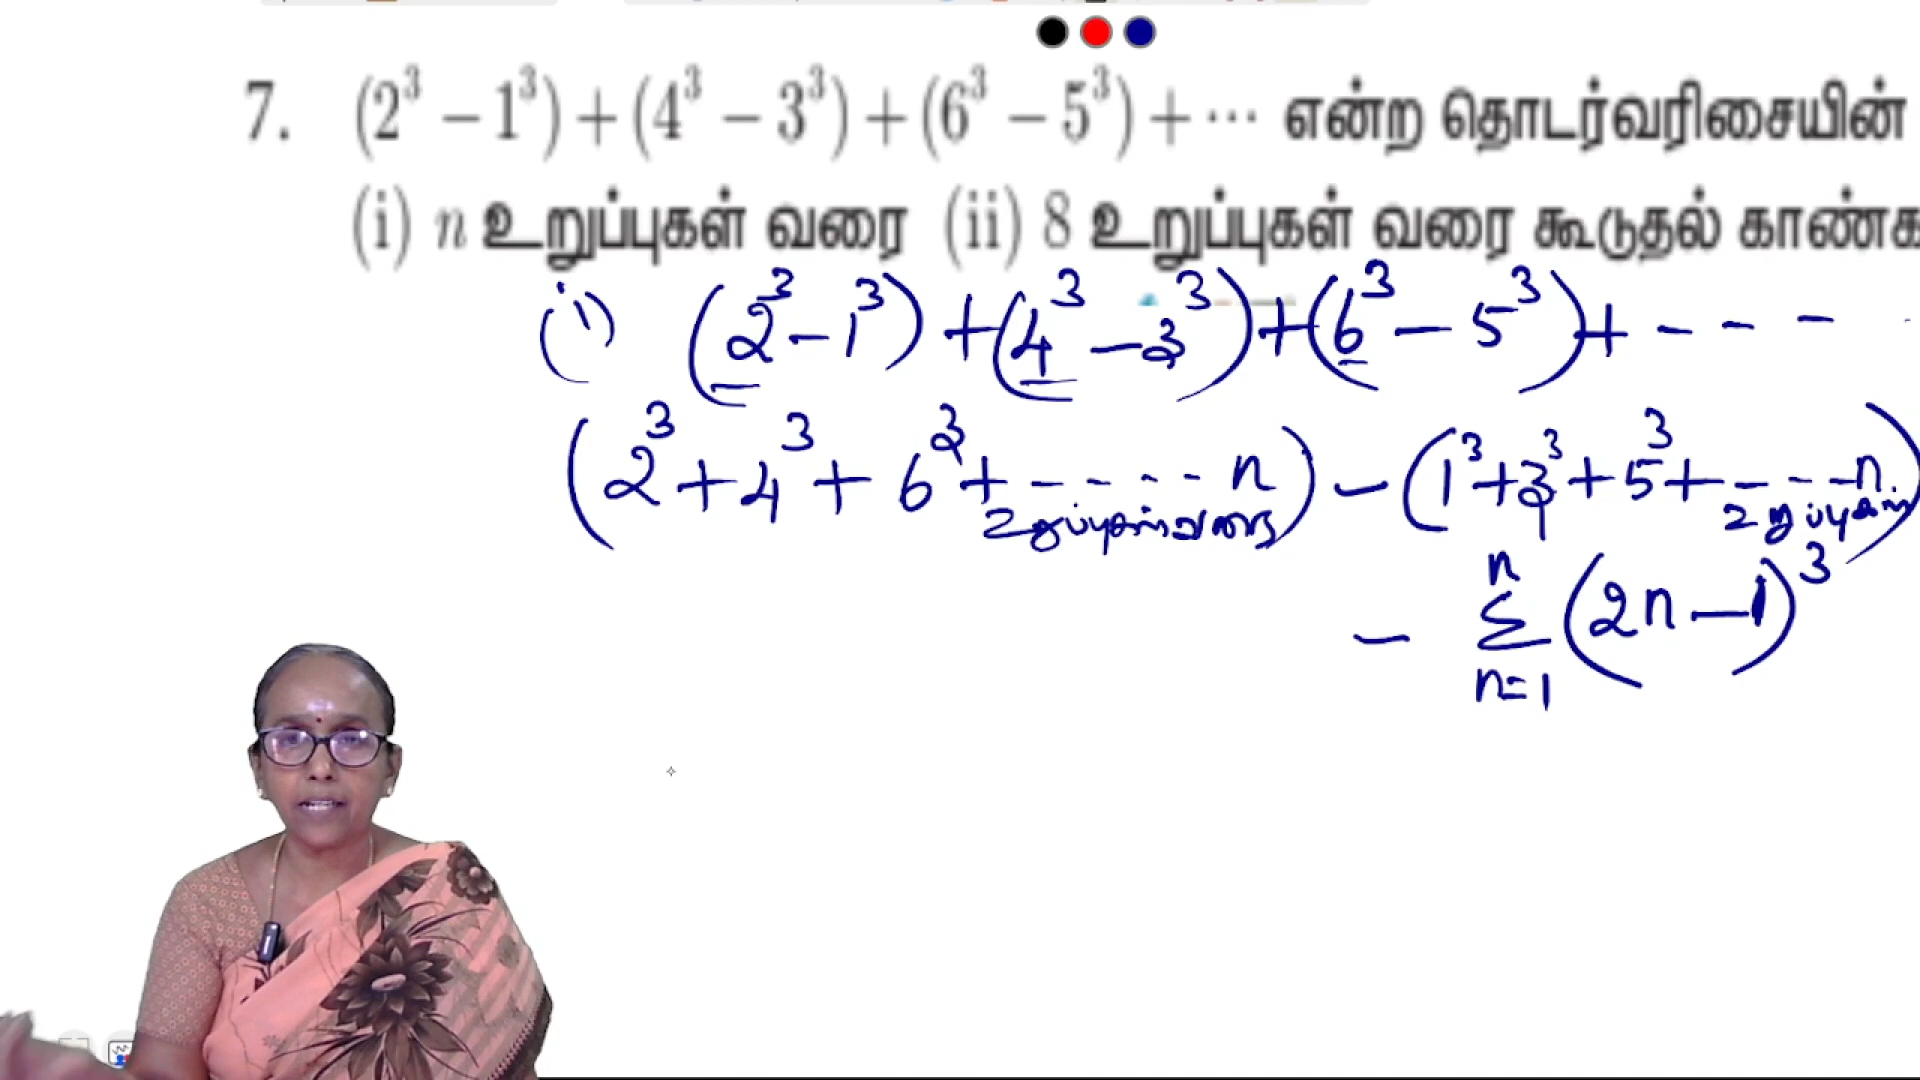 7. (2³ − 1³) + (4³ − 3³) + (6³ − 5³) + ⋯ என்ற தொடர்வரிசையின்
(i) n உறுப்புகள் வரை (ii) 8 உறுப்புகள் வரை கூடுதல் காண்க
(i) (2³ − 1³) + (4³ − 3³) + (6³ − 5³) + - - - -
(2³ + 4³ + 6³ + - - - - n உறுப்புகள் வரை) − (1³ + 3³ + 5³ + - - - n உறுப்புகள்)
− Σ (2n − 1)³
n
n=1